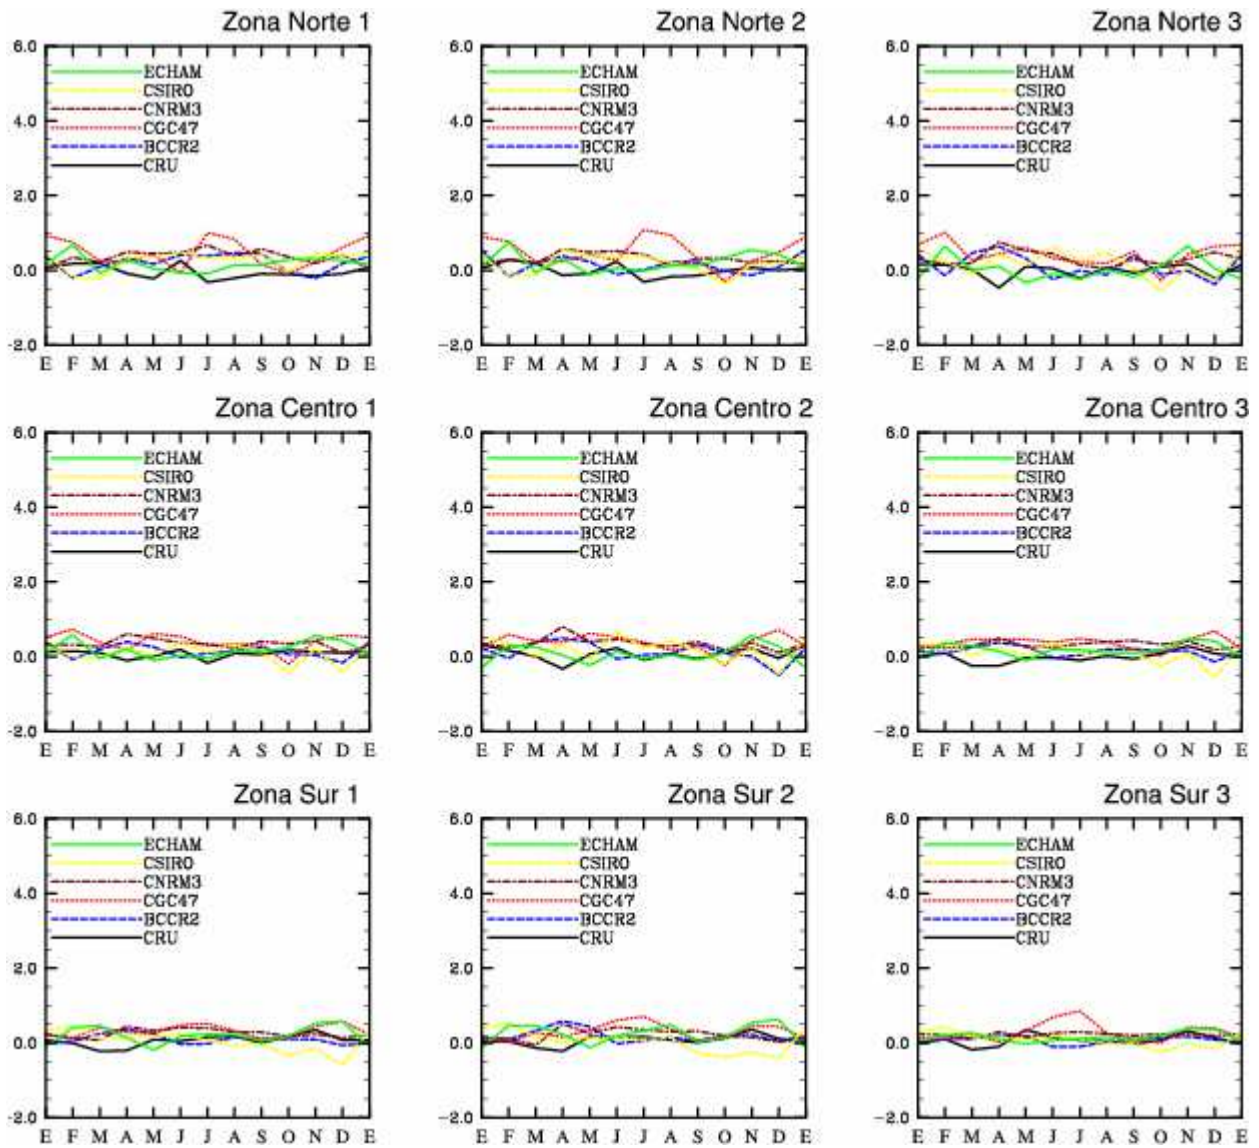 Zona Norte 1
6.0
4.0
2.0
0.0
-2.0
ECHAM
CSIRO
CNRM3
CGC47
BCCR2
CRU
E F M A M J J A S O N D E
Zona Norte 2
6.0
4.0
2.0
0.0
-2.0
ECHAM
CSIRO
CNRM3
CGC47
BCCR2
CRU
E F M A M J J A S O N D E
Zona Norte 3
6.0
4.0
2.0
0.0
-2.0
ECHAM
CSIRO
CNRM3
CGC47
BCCR2
CRU
E F M A M J J A S O N D E
Zona Centro 1
6.0
4.0
2.0
0.0
-2.0
ECHAM
CSIRO
CNRM3
CGC47
BCCR2
CRU
E F M A M J J A S O N D E
Zona Centro 2
6.0
4.0
2.0
0.0
-2.0
ECHAM
CSIRO
CNRM3
CGC47
BCCR2
CRU
E F M A M J J A S O N D E
Zona Centro 3
6.0
4.0
2.0
0.0
-2.0
ECHAM
CSIRO
CNRM3
CGC47
BCCR2
CRU
E F M A M J J A S O N D E
Zona Sur 1
6.0
4.0
2.0
0.0
-2.0
ECHAM
CSIRO
CNRM3
CGC47
BCCR2
CRU
E F M A M J J A S O N D E
Zona Sur 2
6.0
4.0
2.0
0.0
-2.0
ECHAM
CSIRO
CNRM3
CGC47
BCCR2
CRU
E F M A M J J A S O N D E
Zona Sur 3
6.0
4.0
2.0
0.0
-2.0
ECHAM
CSIRO
CNRM3
CGC47
BCCR2
CRU
E F M A M J J A S O N D E